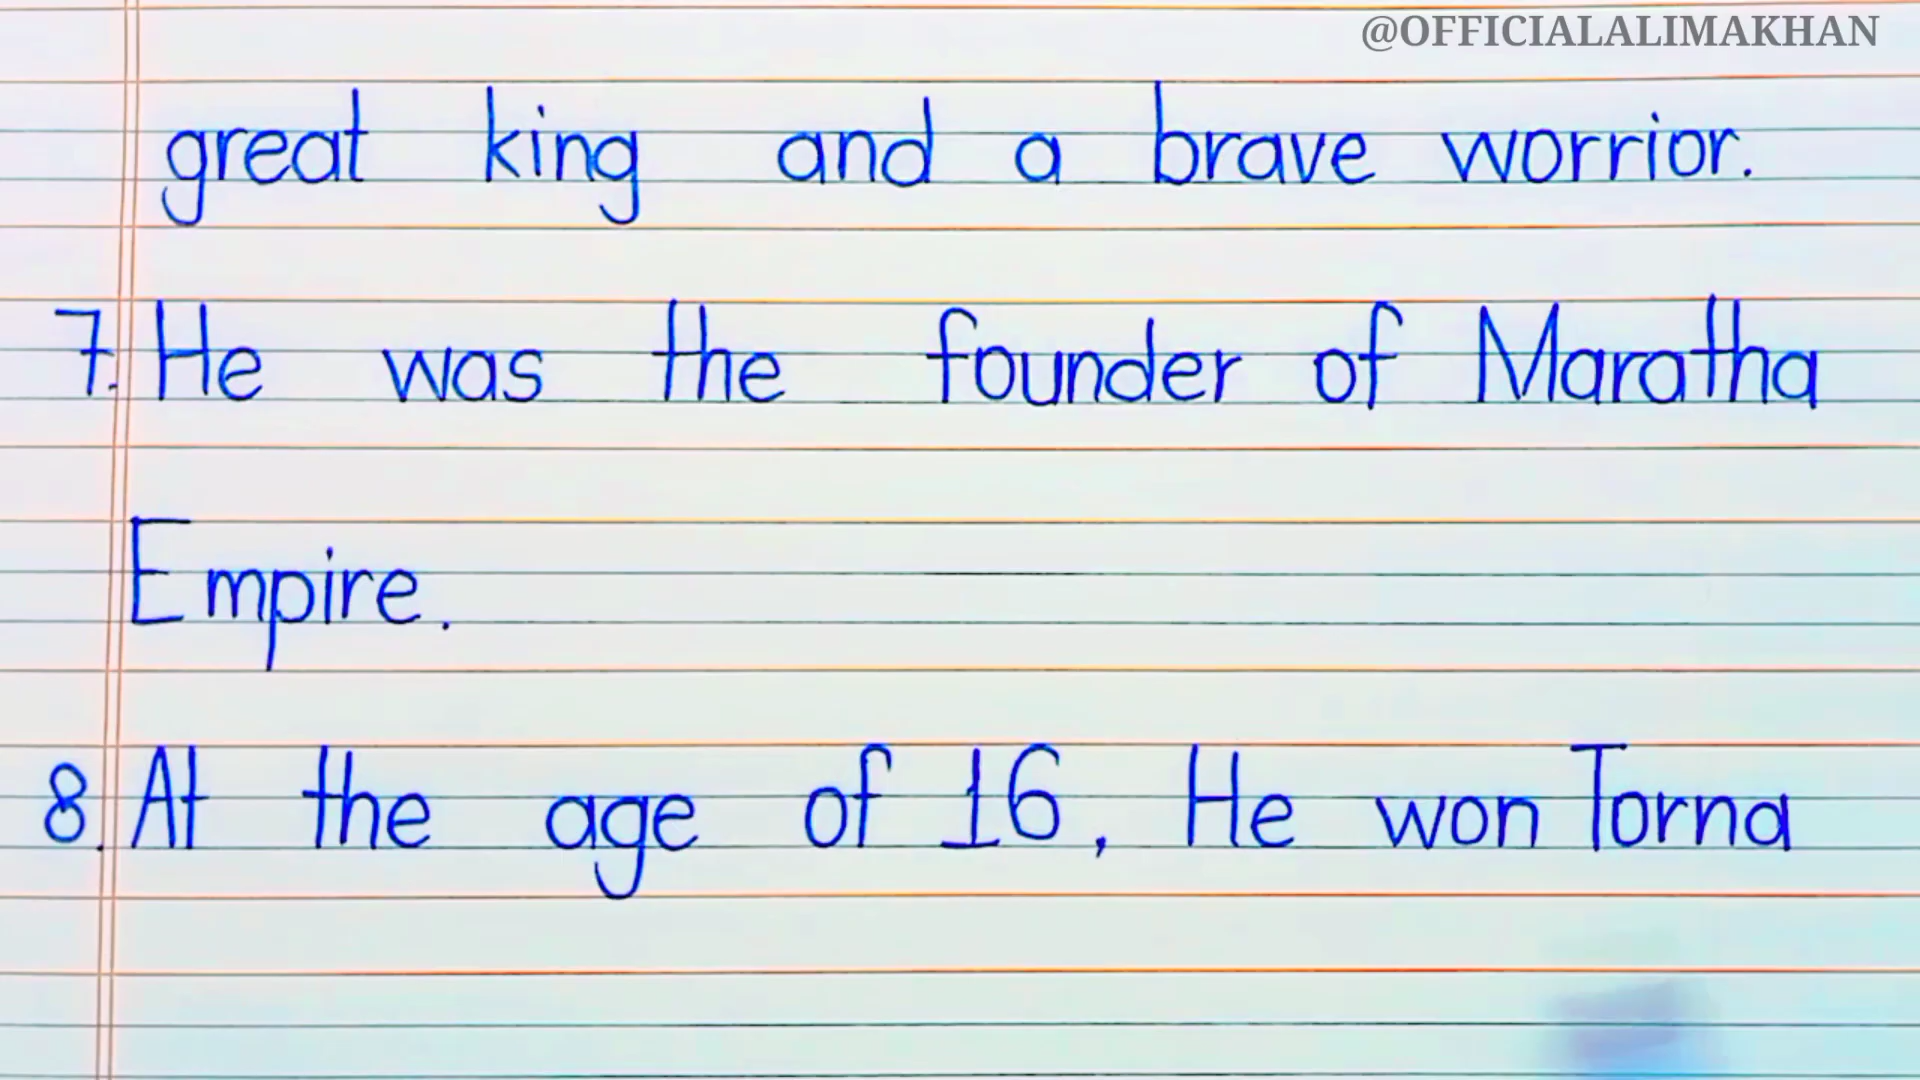 @OFFICIALALIMAKHAN
great king and a brave worrior.
7. He was the founder of Maratha
Empire.
8. At the age of 16, He won Torna